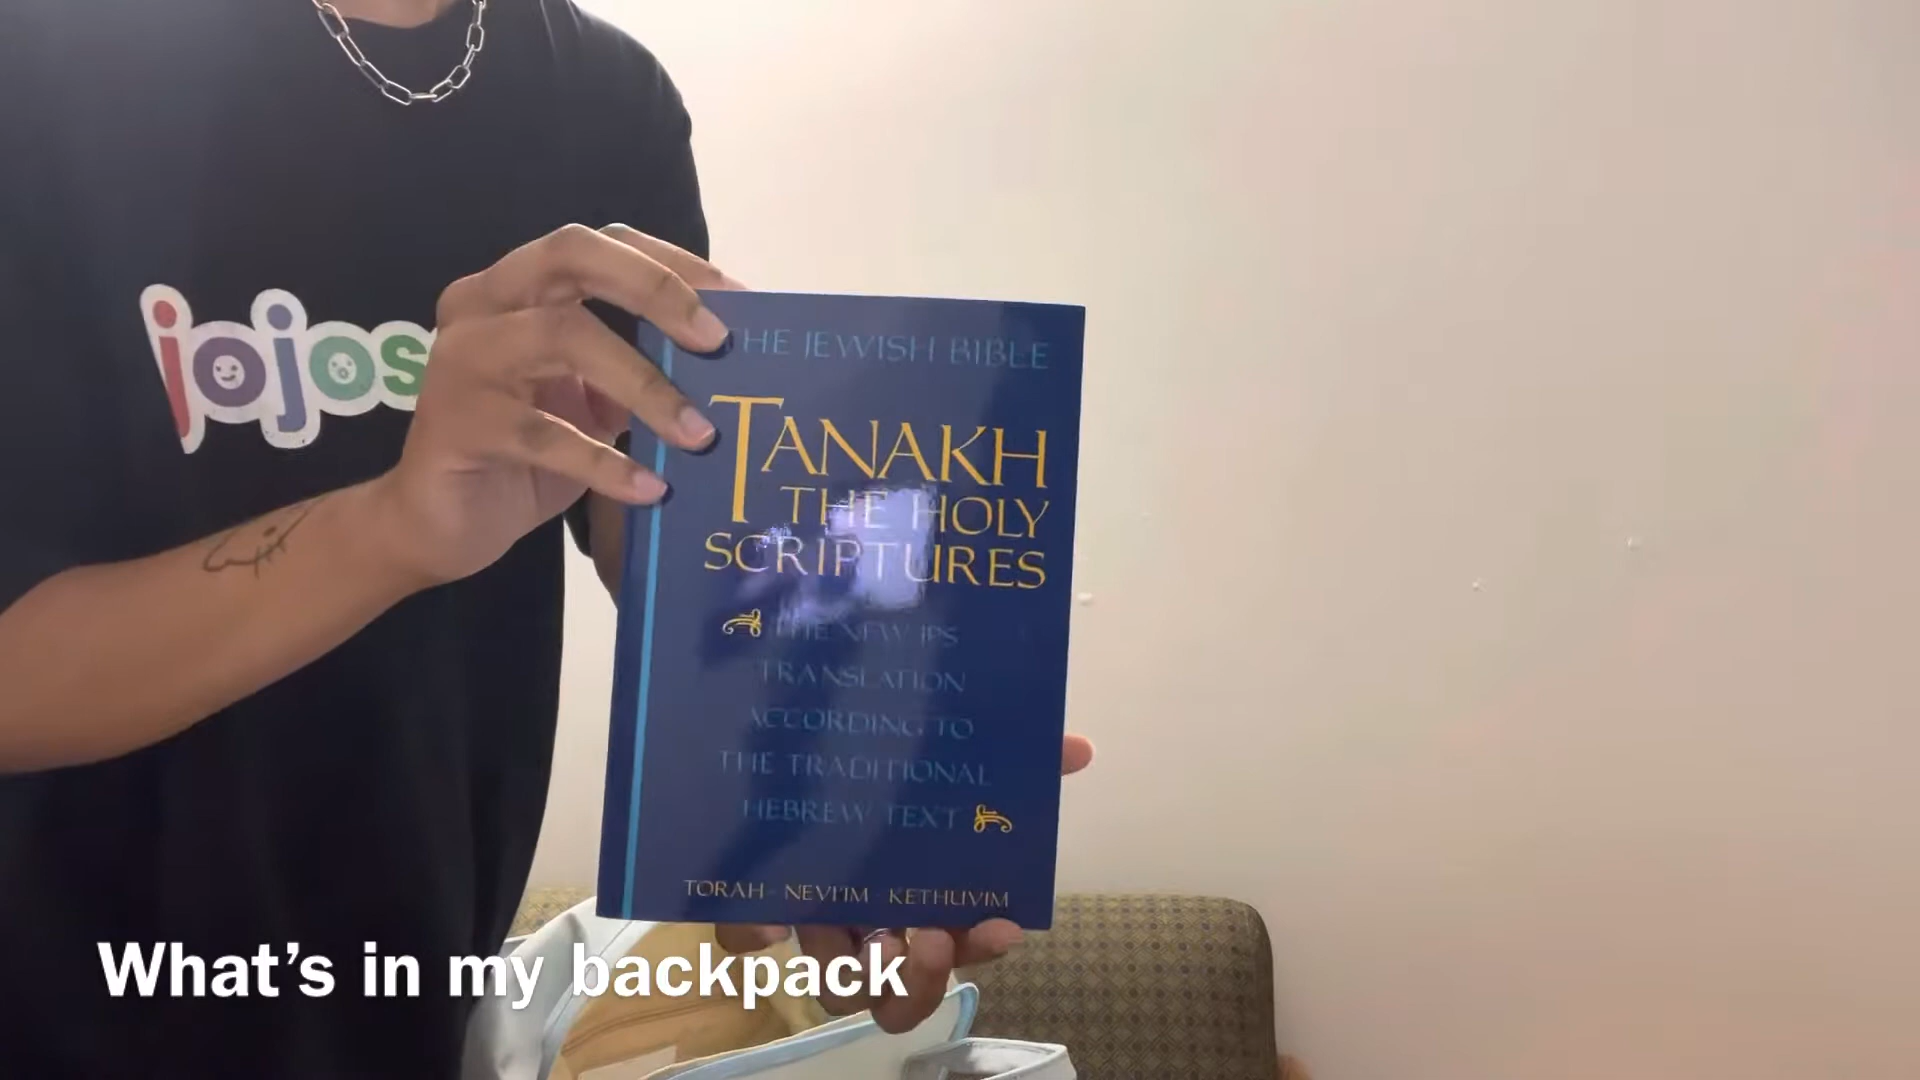 jojos
THE JEWISH BIBLE
TANAKH
THE HOLY
SCRIPTURES
THE NEW JPS
TRANSLATION
ACCORDING TO
THE TRADITIONAL
HEBREW TEXT
TORAH · NEVI'IM · KETHUVIM
What's in my backpack